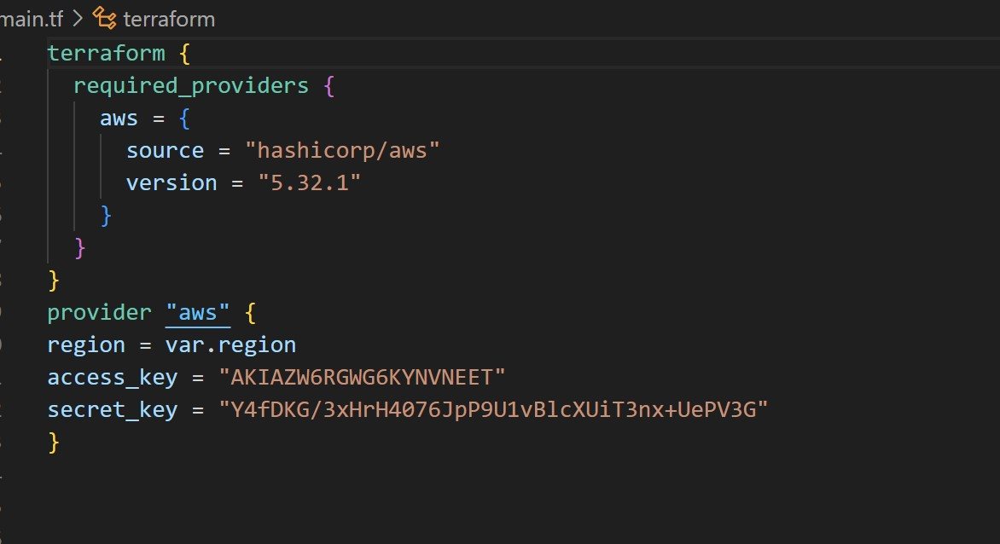 main.tf > terraform
terraform {
required_providers {
aws = {
source = "hashicorp/aws"
version = "5.32.1"
}
}
}
provider "aws" {
region = var.region
access_key = "AKIAZW6RGWG6KYNVNEET"
secret_key = "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"
}